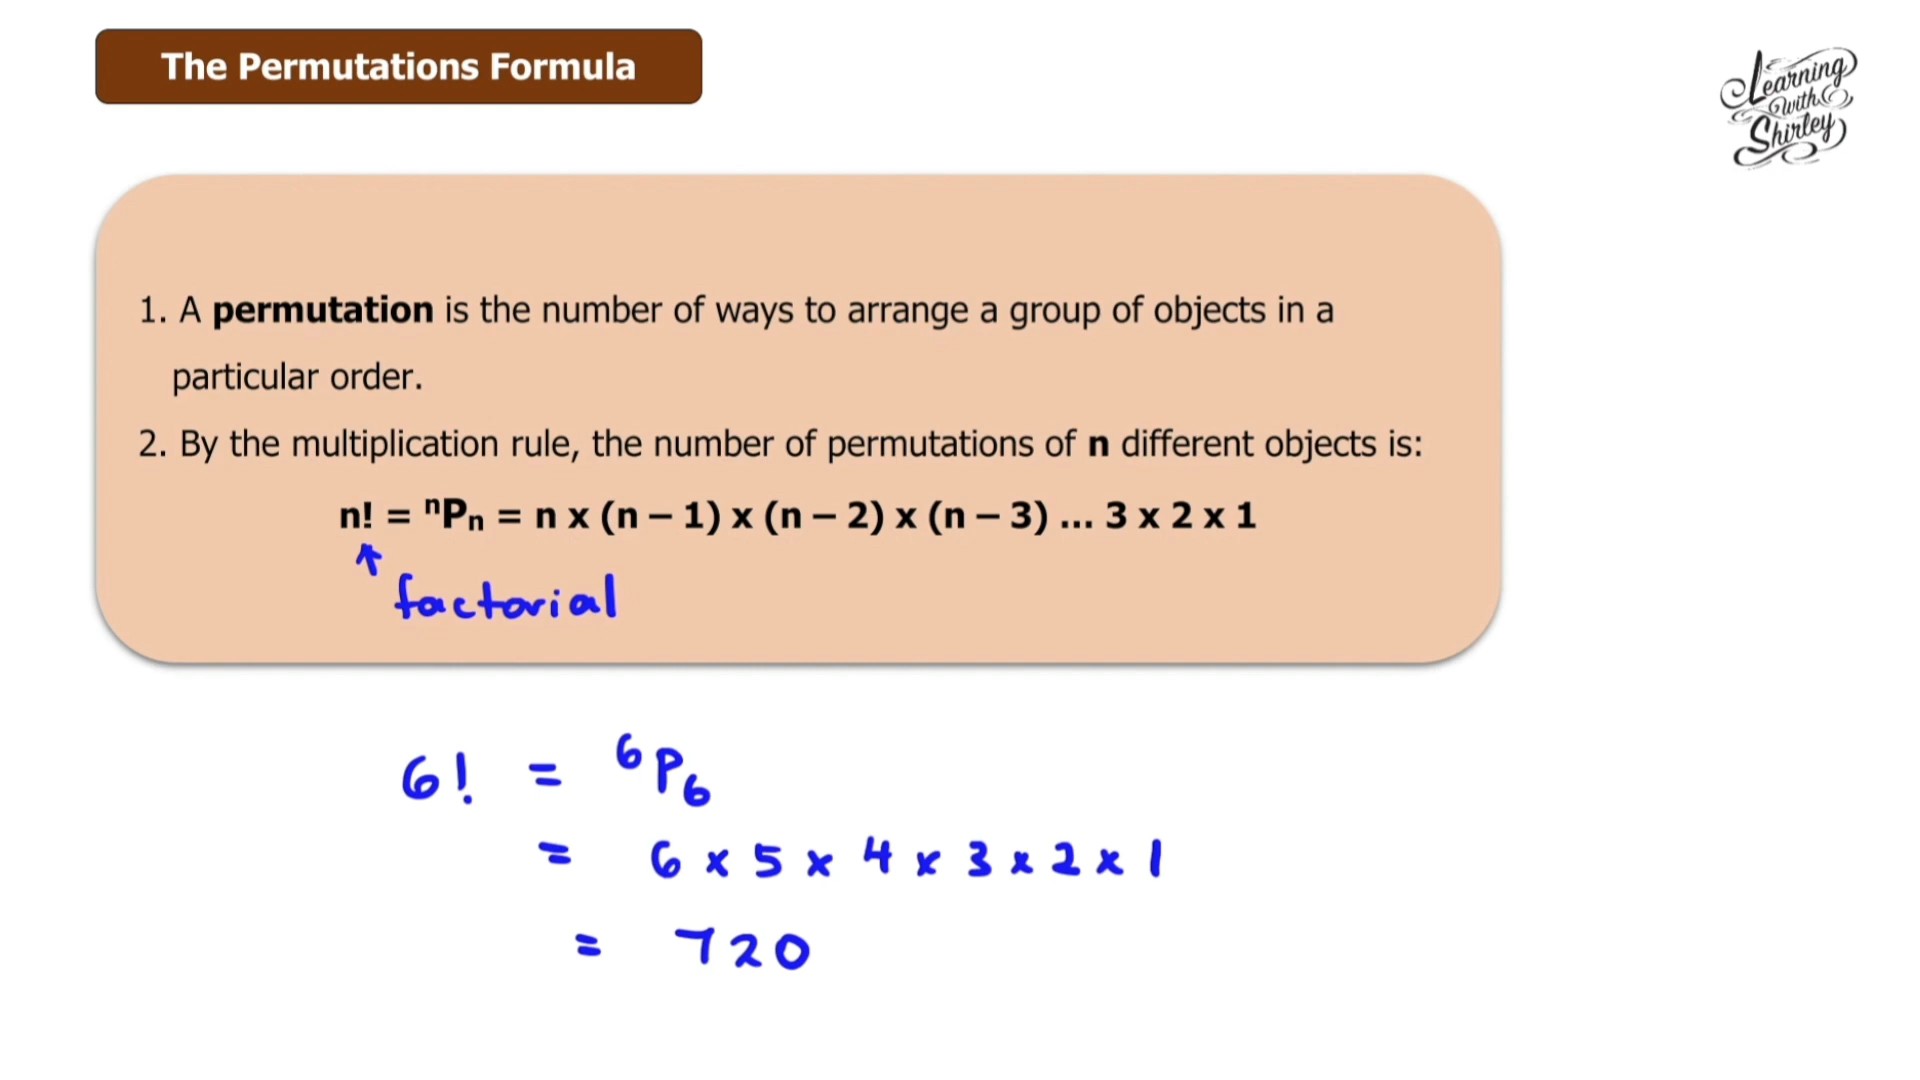 The Permutations Formula
Learning
with
Shirley
1. A permutation is the number of ways to arrange a group of objects in a
particular order.
2. By the multiplication rule, the number of permutations of n different objects is:
n! = ⁿPₙ = n x (n – 1) x (n – 2) x (n – 3) ... 3 x 2 x 1
factorial
6! = ⁶P₆
= 6 x 5 x 4 x 3 x 2 x 1
= 720